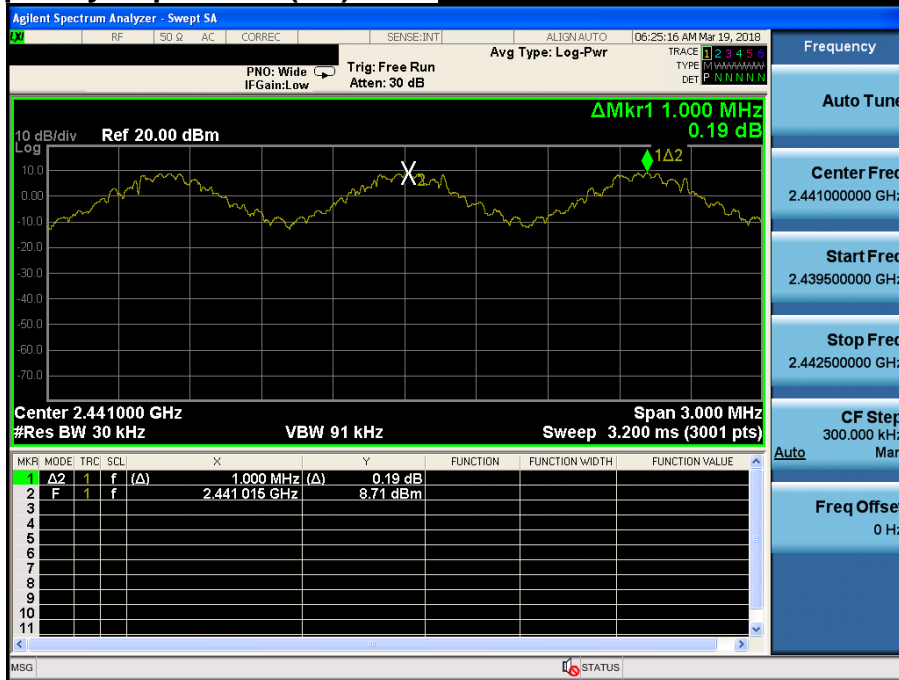 Agilent Spectrum Analyzer - Swept SA
LXI RF 50 Ω AC CORREC SENSE:INT ALIGN AUTO 06:25:16 AM Mar 19, 2018
Avg Type: Log-Pwr TRACE 1 2 3 4 5 6
PNO: Wide Trig: Free Run TYPE M WWWWW
IFGain:Low Atten: 30 dB DET P N N N N N
ΔMkr1 1.000 MHz
10 dB/div Ref 20.00 dBm 0.19 dB
Log
1Δ2
10.0
X2
0.00
-10.0
-20.0
-30.0
-40.0
-50.0
-60.0
-70.0
Center 2.441000 GHz Span 3.000 MHz
#Res BW 30 kHz VBW 91 kHz Sweep 3.200 ms (3001 pts)
MKR MODE TRC SCL X Y FUNCTION FUNCTION WIDTH FUNCTION VALUE
1 Δ2 1 f (Δ) 1.000 MHz (Δ) 0.19 dB
2 F 1 f 2.441 015 GHz 8.71 dBm
3
4
5
6
7
8
9
10
11
MSG STATUS
Frequency
Auto Tune
Center Freq
2.441000000 GHz
Start Freq
2.439500000 GHz
Stop Freq
2.442500000 GHz
CF Step
300.000 kHz
Auto Man
Freq Offset
0 Hz